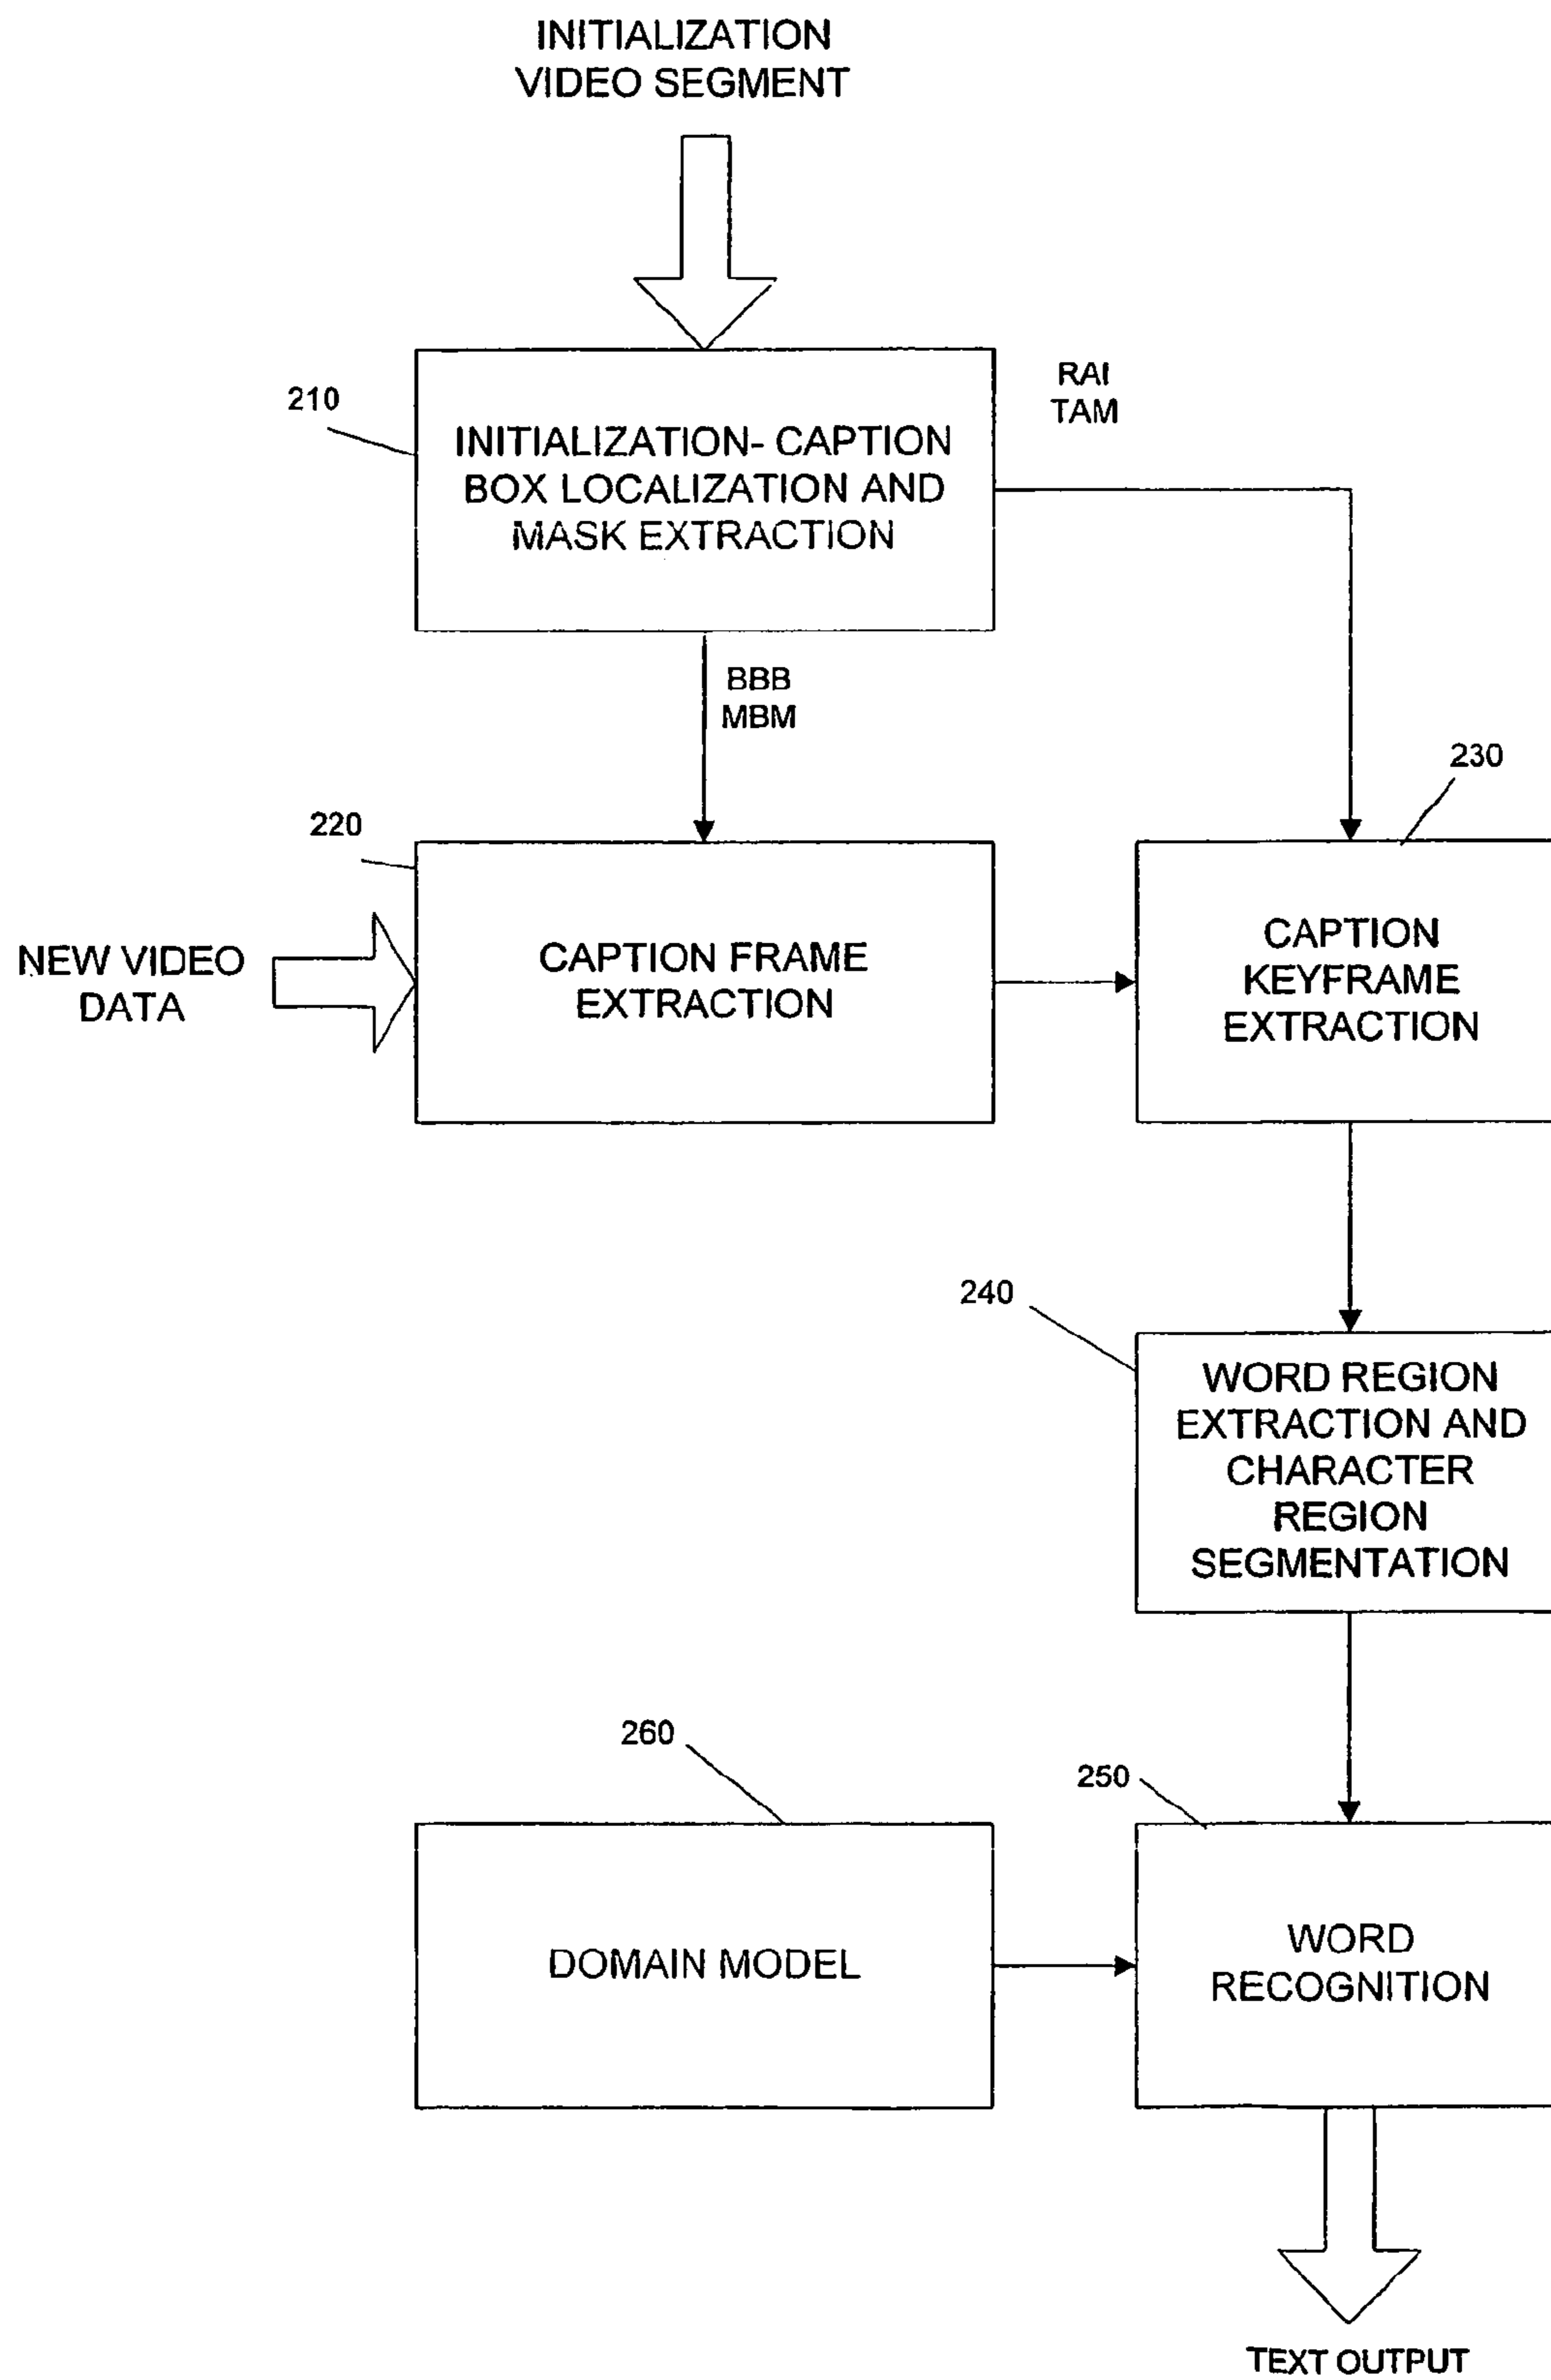 INITIALIZATION
VIDEO SEGMENT
210
INITIALIZATION- CAPTION
BOX LOCALIZATION AND
MASK EXTRACTION
RAI
TAM
BBB
MBM
220
230
NEW VIDEO
DATA
CAPTION FRAME
EXTRACTION
CAPTION
KEYFRAME
EXTRACTION
240
WORD REGION
EXTRACTION AND
CHARACTER
REGION
SEGMENTATION
260
250
DOMAIN MODEL
WORD
RECOGNITION
TEXT OUTPUT